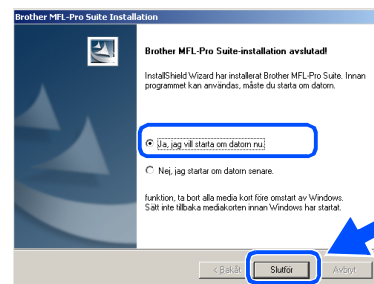 Brother MFL-Pro Suite Installation
Brother MFL-Pro Suite-installation avslutad!
InstallShield Wizard har installerat Brother MFL-Pro Suite. Innan
programmet kan användas, måste du starta om datorn.
Ja, jag vill starta om datorn nu.
Nej, jag startar om datorn senare.
funktion, ta bort alla media kort före omstart av Windows.
Sätt inte tillbaka mediakorten innan Windows har startat.
< Bakåt
Slutför
Avbryt